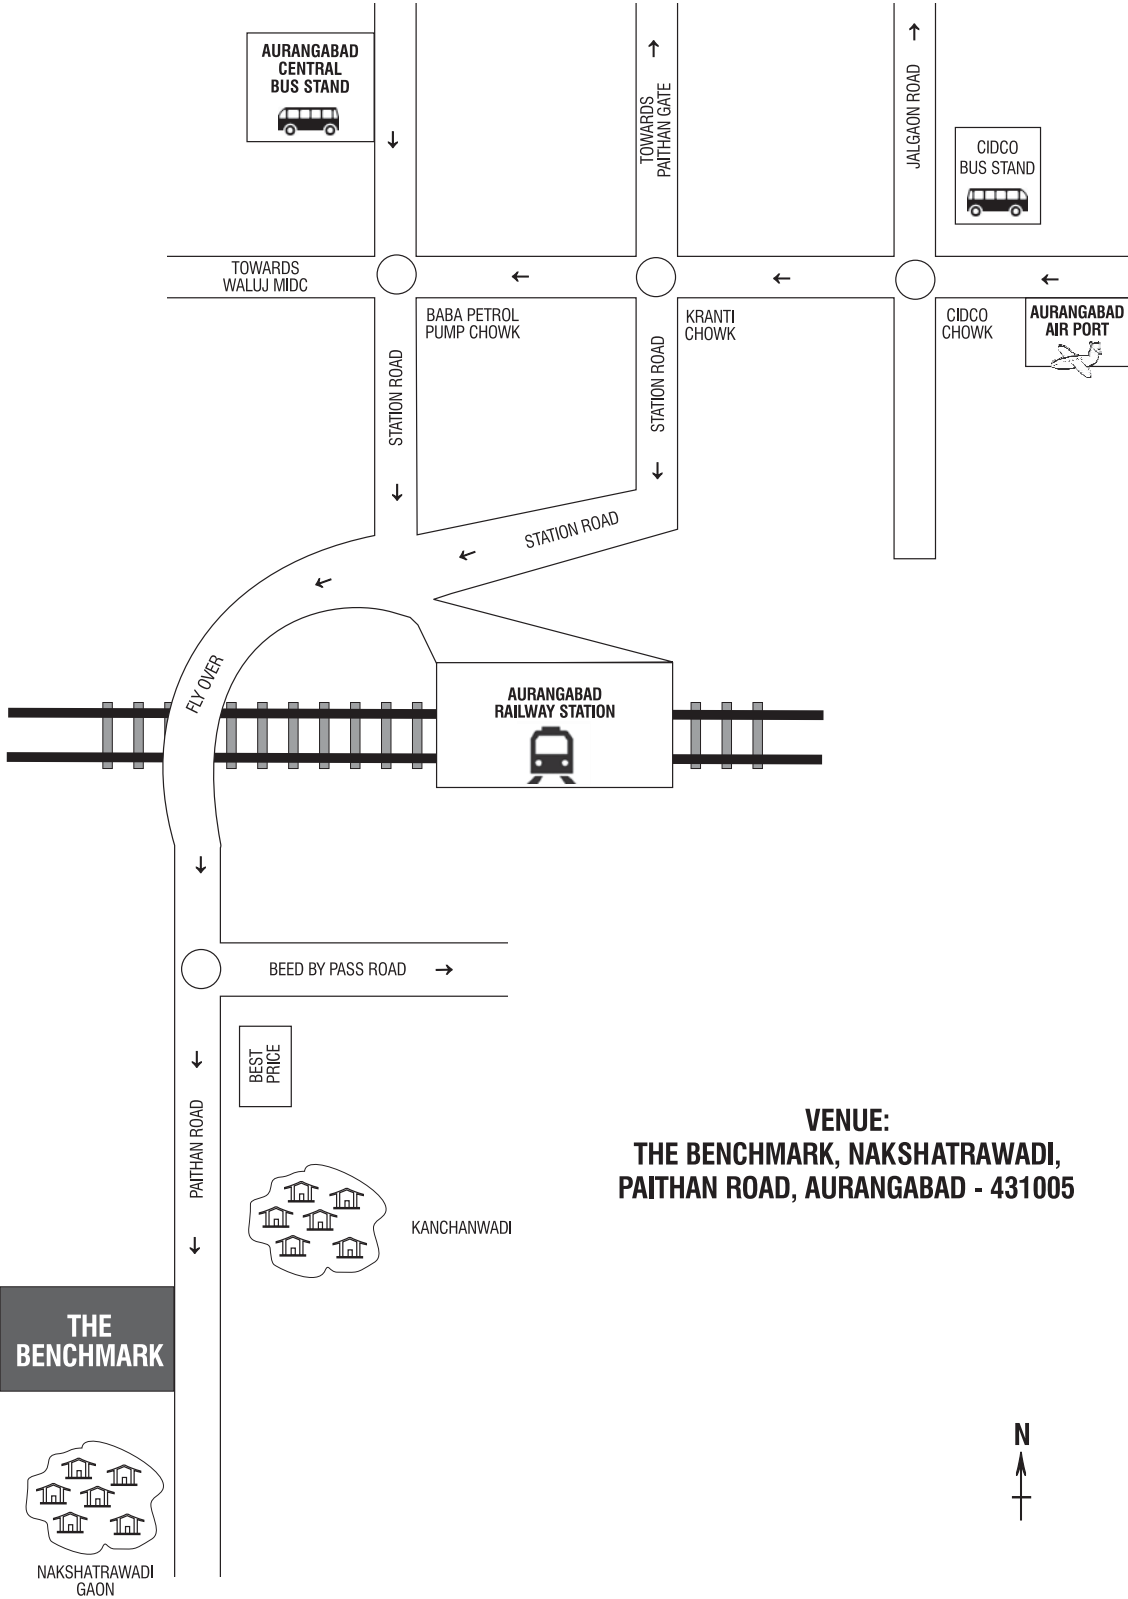 AURANGABAD
CENTRAL
BUS STAND
TOWARDS
PAITHAN GATE
JALGAON ROAD
CIDCO
BUS STAND
TOWARDS
WALUJ MIDC
BABA PETROL
PUMP CHOWK
KRANTI
CHOWK
CIDCO
CHOWK
AURANGABAD
AIR PORT
STATION ROAD
STATION ROAD
STATION ROAD
FLY OVER
AURANGABAD
RAILWAY STATION
BEED BY PASS ROAD
BEST
PRICE
PAITHAN ROAD
VENUE:
THE BENCHMARK, NAKSHATRAWADI,
PAITHAN ROAD, AURANGABAD - 431005
KANCHANWADI
THE
BENCHMARK
N
NAKSHATRAWADI
GAON